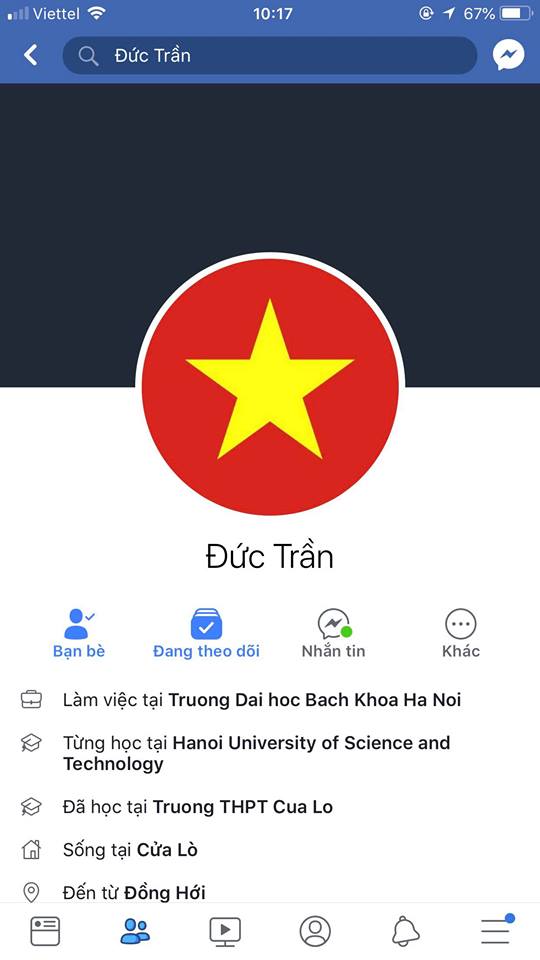 Viettel 10:17 67%
Đức Trần
Đức Trần
Bạn bè Đang theo dõi Nhắn tin Khác
Làm việc tại Truong Dai hoc Bach Khoa Ha Noi
Từng học tại Hanoi University of Science and
Technology
Đã học tại Truong THPT Cua Lo
Sống tại Cửa Lò
Đến từ Đồng Hới